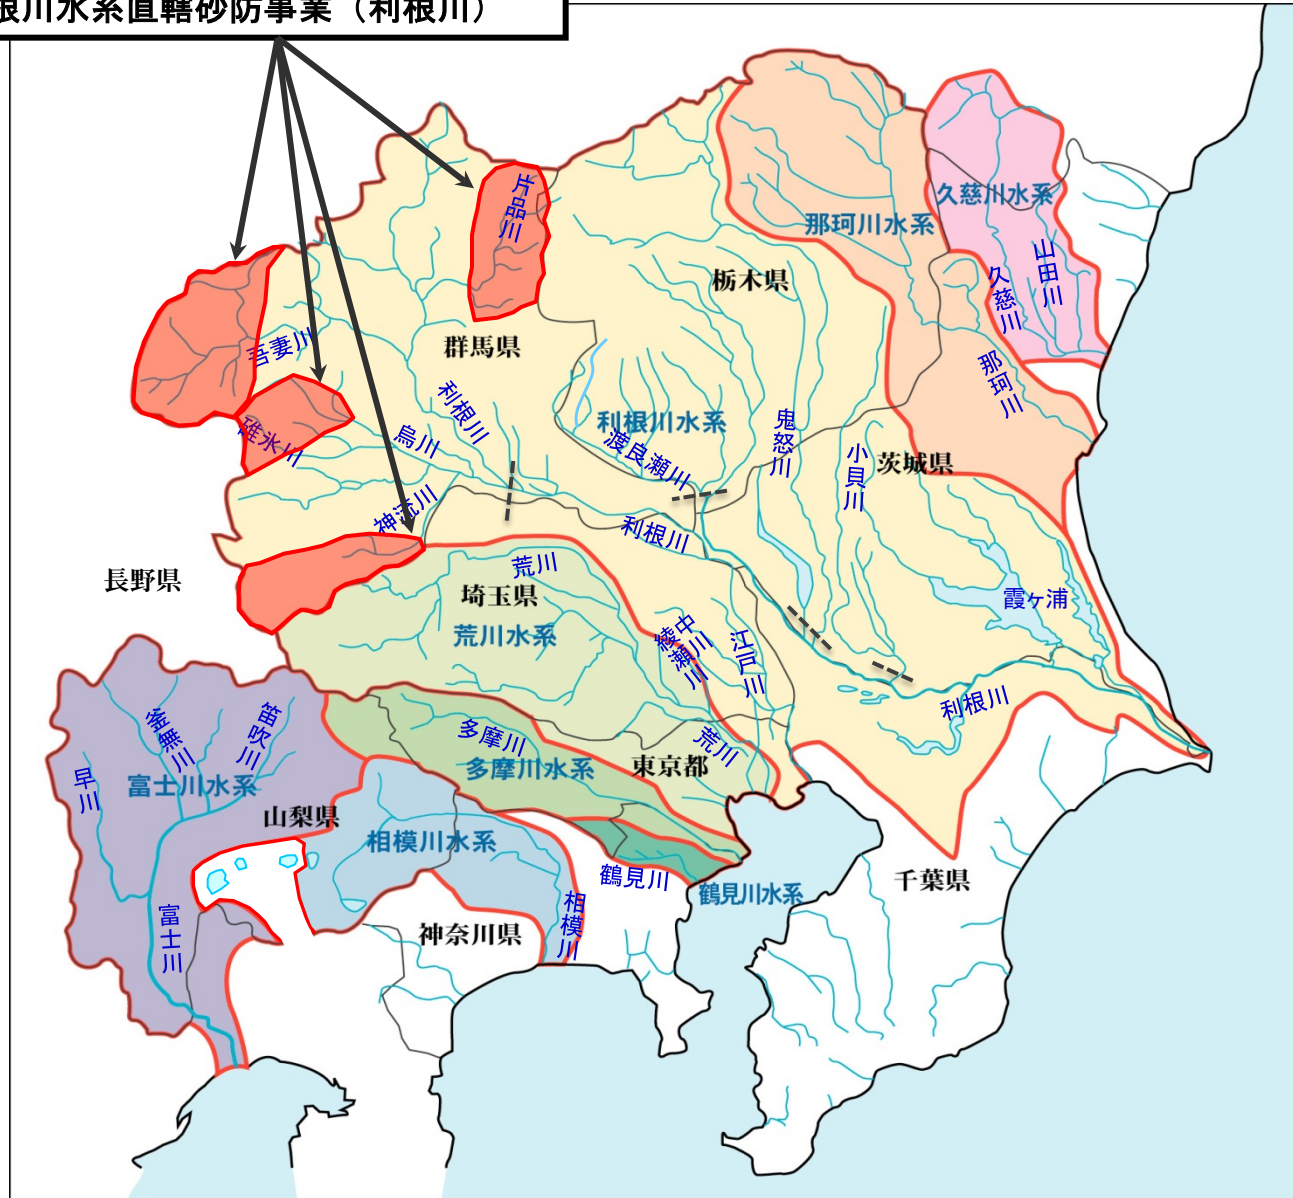 根川水系直轄砂防事業（利根川）
片品川
久慈川水系
那珂川水系
山田川
栃木県
久慈川
吾妻川
群馬県
那珂川
利根川
利根川水系
鬼怒川
碓氷川
烏川
渡良瀬川
小貝川
茨城県
神流川
利根川
長野県
荒川
埼玉県
霞ヶ浦
荒川水系
中川
綾瀬川
江戸川
利根川
釜無川
笛吹川
多摩川
荒川
早川
富士川水系
多摩川水系
東京都
山梨県
相模川水系
鶴見川
千葉県
鶴見川水系
富士川
神奈川県
相模川